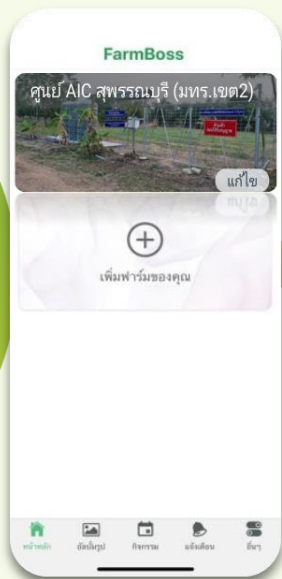 FarmBoss
ศูนย์ AIC สุพรรณบุรี (มทร.เขต2)
แก้ไข
เพิ่มฟาร์มของคุณ
หน้าหลัก
อัลบั้มรูป
กิจกรรม
แจ้งเตือน
อื่นๆ